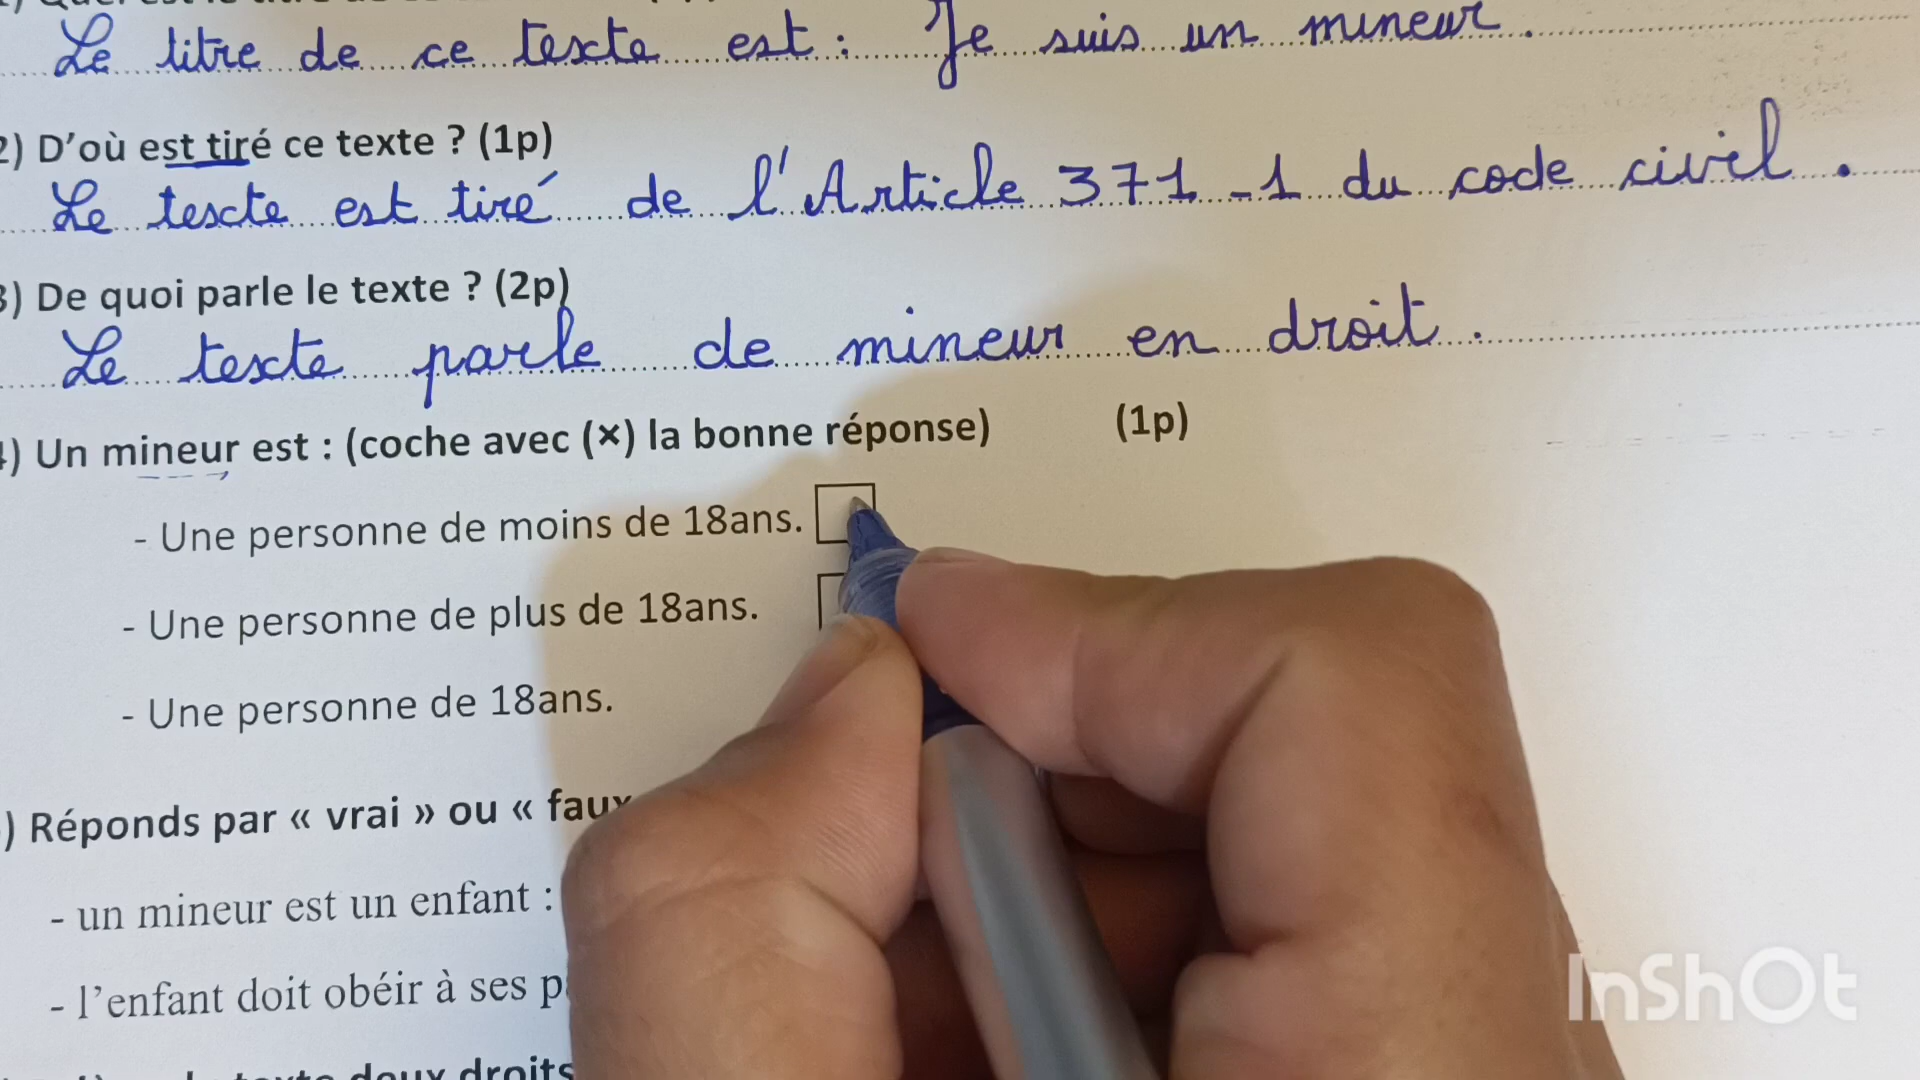 Le titre de ce texte est : Je suis un mineur.
2) D'où est tiré ce texte ? (1p)
Le texte est tiré de l'Article 371-1 du code civil.
3) De quoi parle le texte ? (2p)
Le texte parle de mineur en droit.
4) Un mineur est : (coche avec (×) la bonne réponse) (1p)
- Une personne de moins de 18ans.
- Une personne de plus de 18ans.
- Une personne de 18ans.
) Réponds par « vrai » ou « faux
- un mineur est un enfant :
- l'enfant doit obéir à ses p
texte deux droits
InShOt